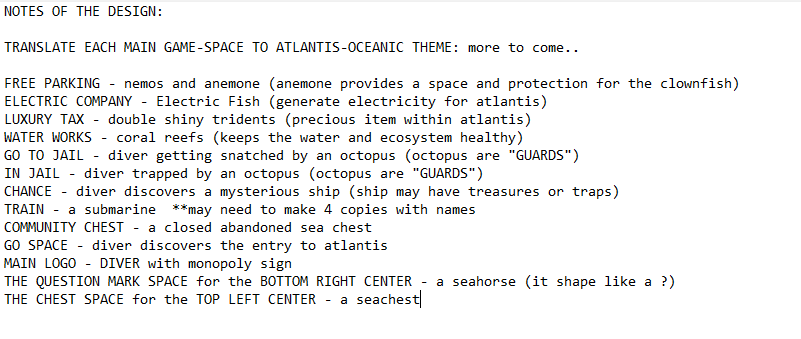 NOTES OF THE DESIGN:
TRANSLATE EACH MAIN GAME-SPACE TO ATLANTIS-OCEANIC THEME: more to come..
FREE PARKING - nemos and anemone (anemone provides a space and protection for the clownfish)
ELECTRIC COMPANY - Electric Fish (generate electricity for atlantis)
LUXURY TAX - double shiny tridents (precious item within atlantis)
WATER WORKS - coral reefs (keeps the water and ecosystem healthy)
GO TO JAIL - diver getting snatched by an octopus (octopus are "GUARDS")
IN JAIL - diver trapped by an octopus (octopus are "GUARDS")
CHANCE - diver discovers a mysterious ship (ship may have treasures or traps)
TRAIN - a submarine  **may need to make 4 copies with names
COMMUNITY CHEST - a closed abandoned sea chest
GO SPACE - diver discovers the entry to atlantis
MAIN LOGO - DIVER with monopoly sign
THE QUESTION MARK SPACE for the BOTTOM RIGHT CENTER - a seahorse (it shape like a ?)
THE CHEST SPACE for the TOP LEFT CENTER - a seachest